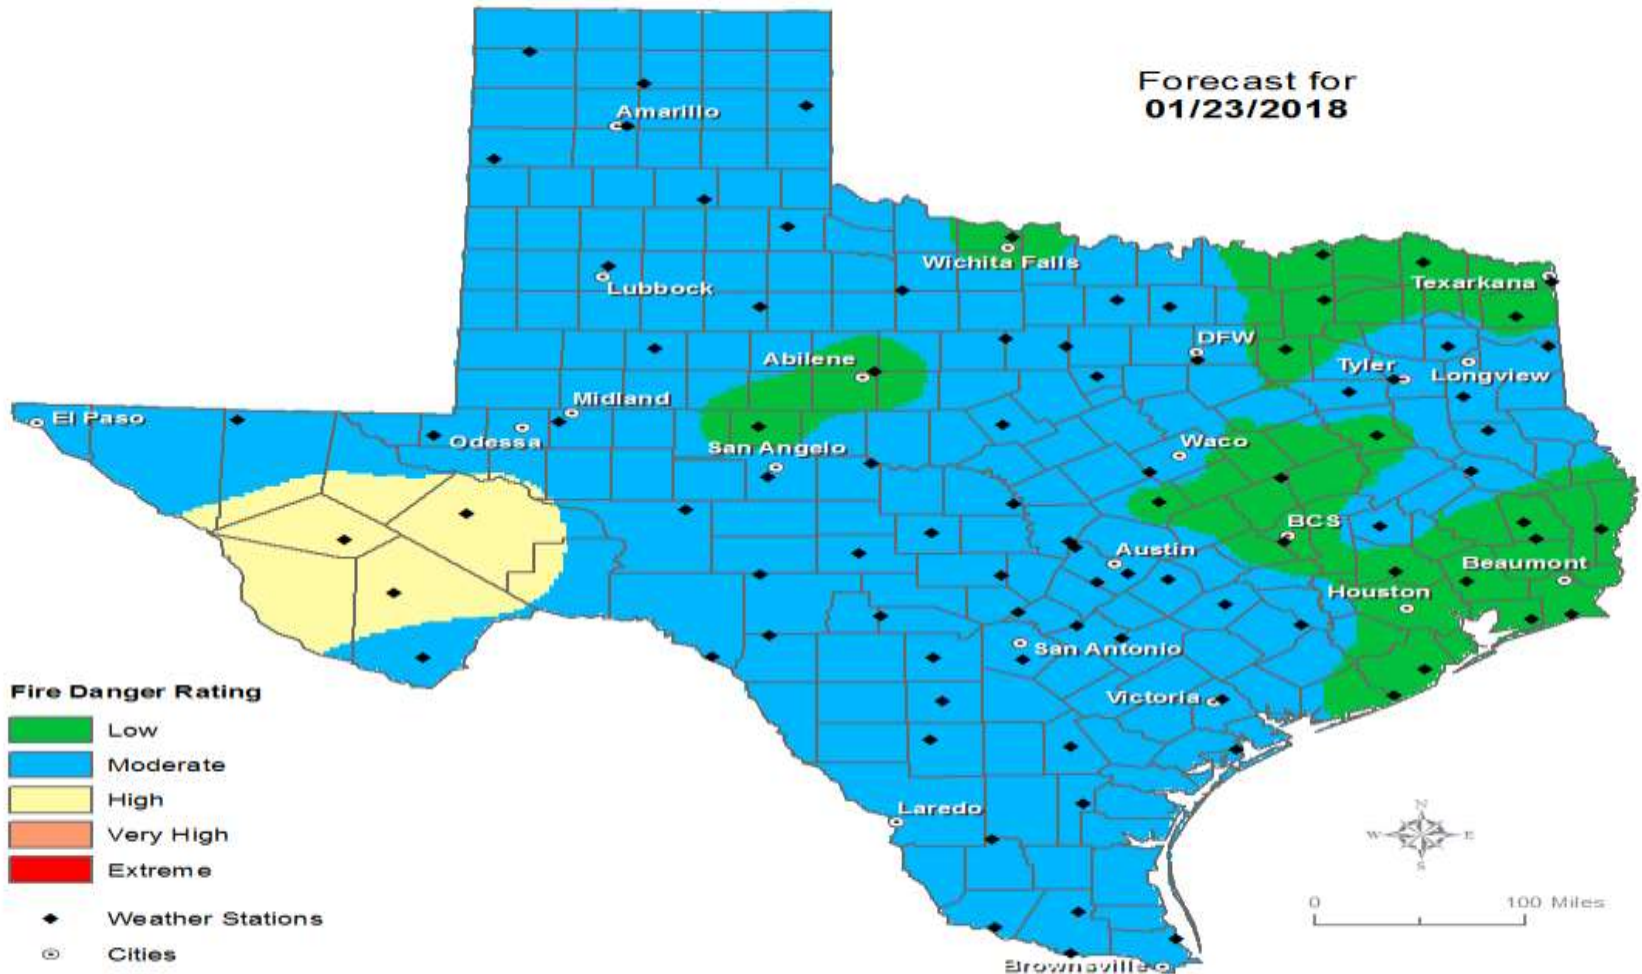 Forecast for
01/23/2018
Amarillo
Wichita Falls
Lubbock
Texarkana
DFW
Abilene
Tyler
Longview
Midland
El Paso
Odessa
San Angelo
Waco
BCS
Austin
Beaumont
Houston
San Antonio
Victoria
Laredo
Brownsville
Fire Danger Rating
Low
Moderate
High
Very High
Extreme
Weather Stations
Cities
N
W E
S
0 100 Miles